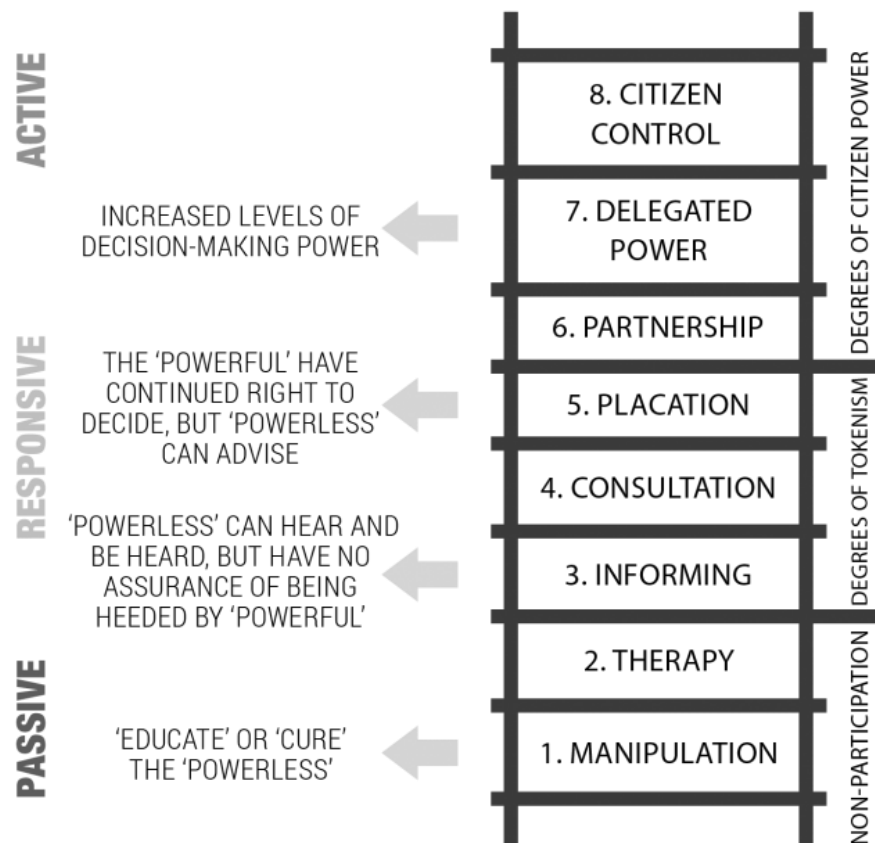 ACTIVE
8. CITIZEN
CONTROL
DEGREES OF CITIZEN POWER
INCREASED LEVELS OF
DECISION-MAKING POWER
7. DELEGATED
POWER
6. PARTNERSHIP
RESPONSIVE
THE ‘POWERFUL’ HAVE
CONTINUED RIGHT TO
DECIDE, BUT ‘POWERLESS’
CAN ADVISE
5. PLACATION
DEGREES OF TOKENISM
4. CONSULTATION
‘POWERLESS’ CAN HEAR AND
BE HEARD, BUT HAVE NO
ASSURANCE OF BEING
HEEDED BY ‘POWERFUL’
3. INFORMING
PASSIVE
2. THERAPY
NON-PARTICIPATION
‘EDUCATE’ OR ‘CURE’
THE ‘POWERLESS’
1. MANIPULATION